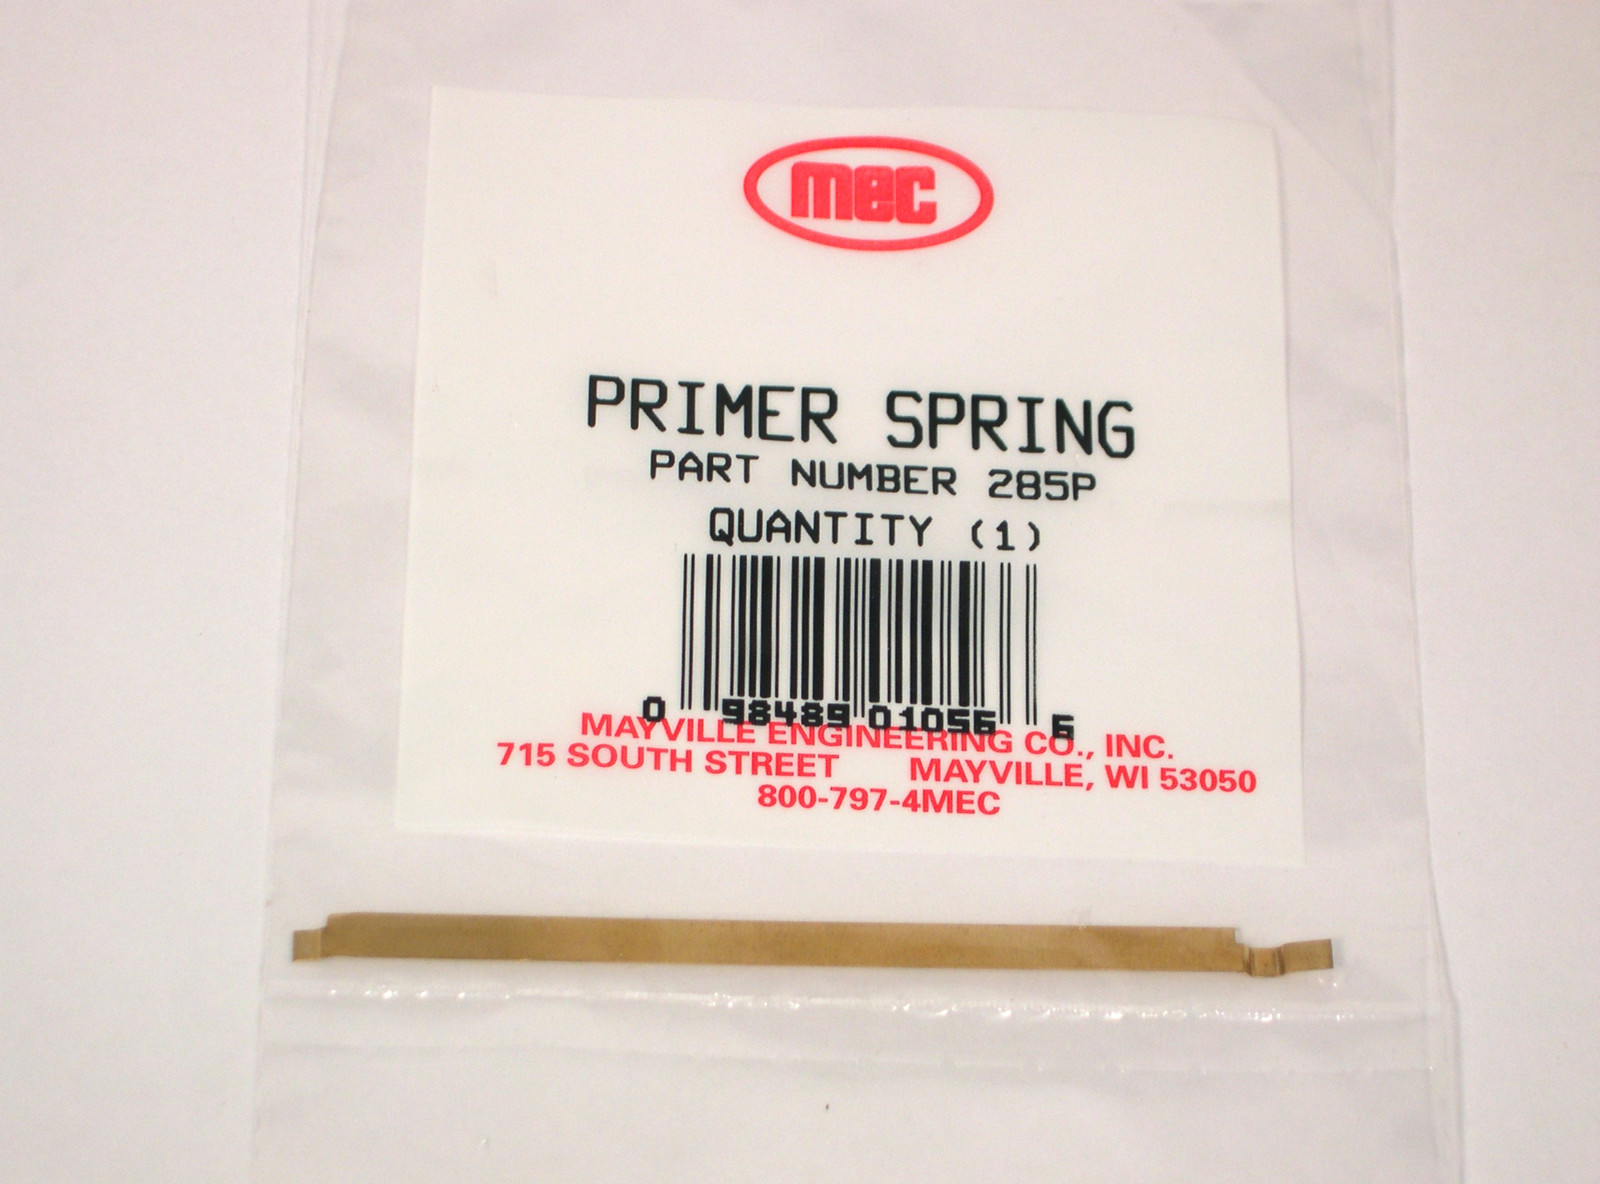 mec
PRIMER SPRING
PART NUMBER 285P
QUANTITY (1)
0 98489 01056 6
MAYVILLE ENGINEERING CO., INC.
715 SOUTH STREET MAYVILLE, WI 53050
800-797-4MEC